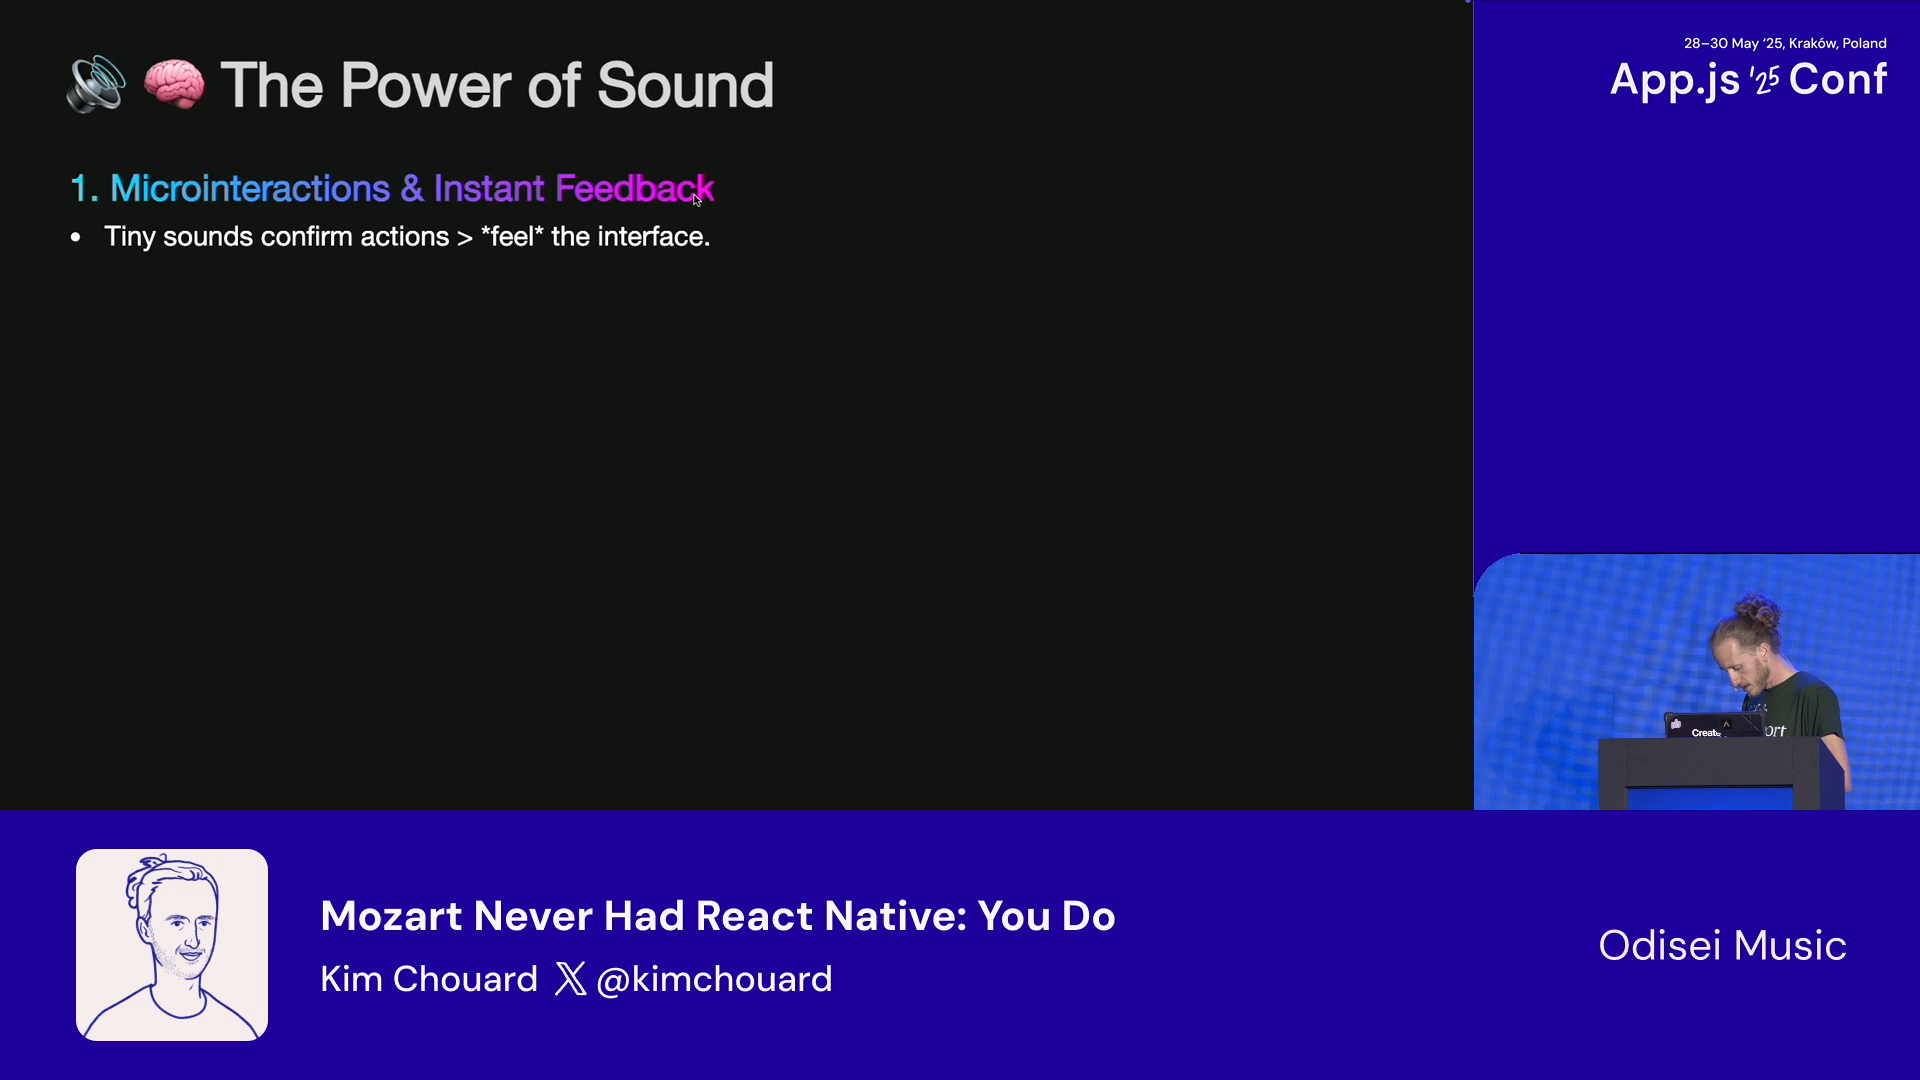 🔊 🧠 The Power of Sound
1. Microinteractions & Instant Feedback
• Tiny sounds confirm actions > *feel* the interface.
28–30 May ‘25, Kraków, Poland
App.js '25 Conf
Create
Mozart Never Had React Native: You Do
Kim Chouard 𝕏 @kimchouard
Odisei Music